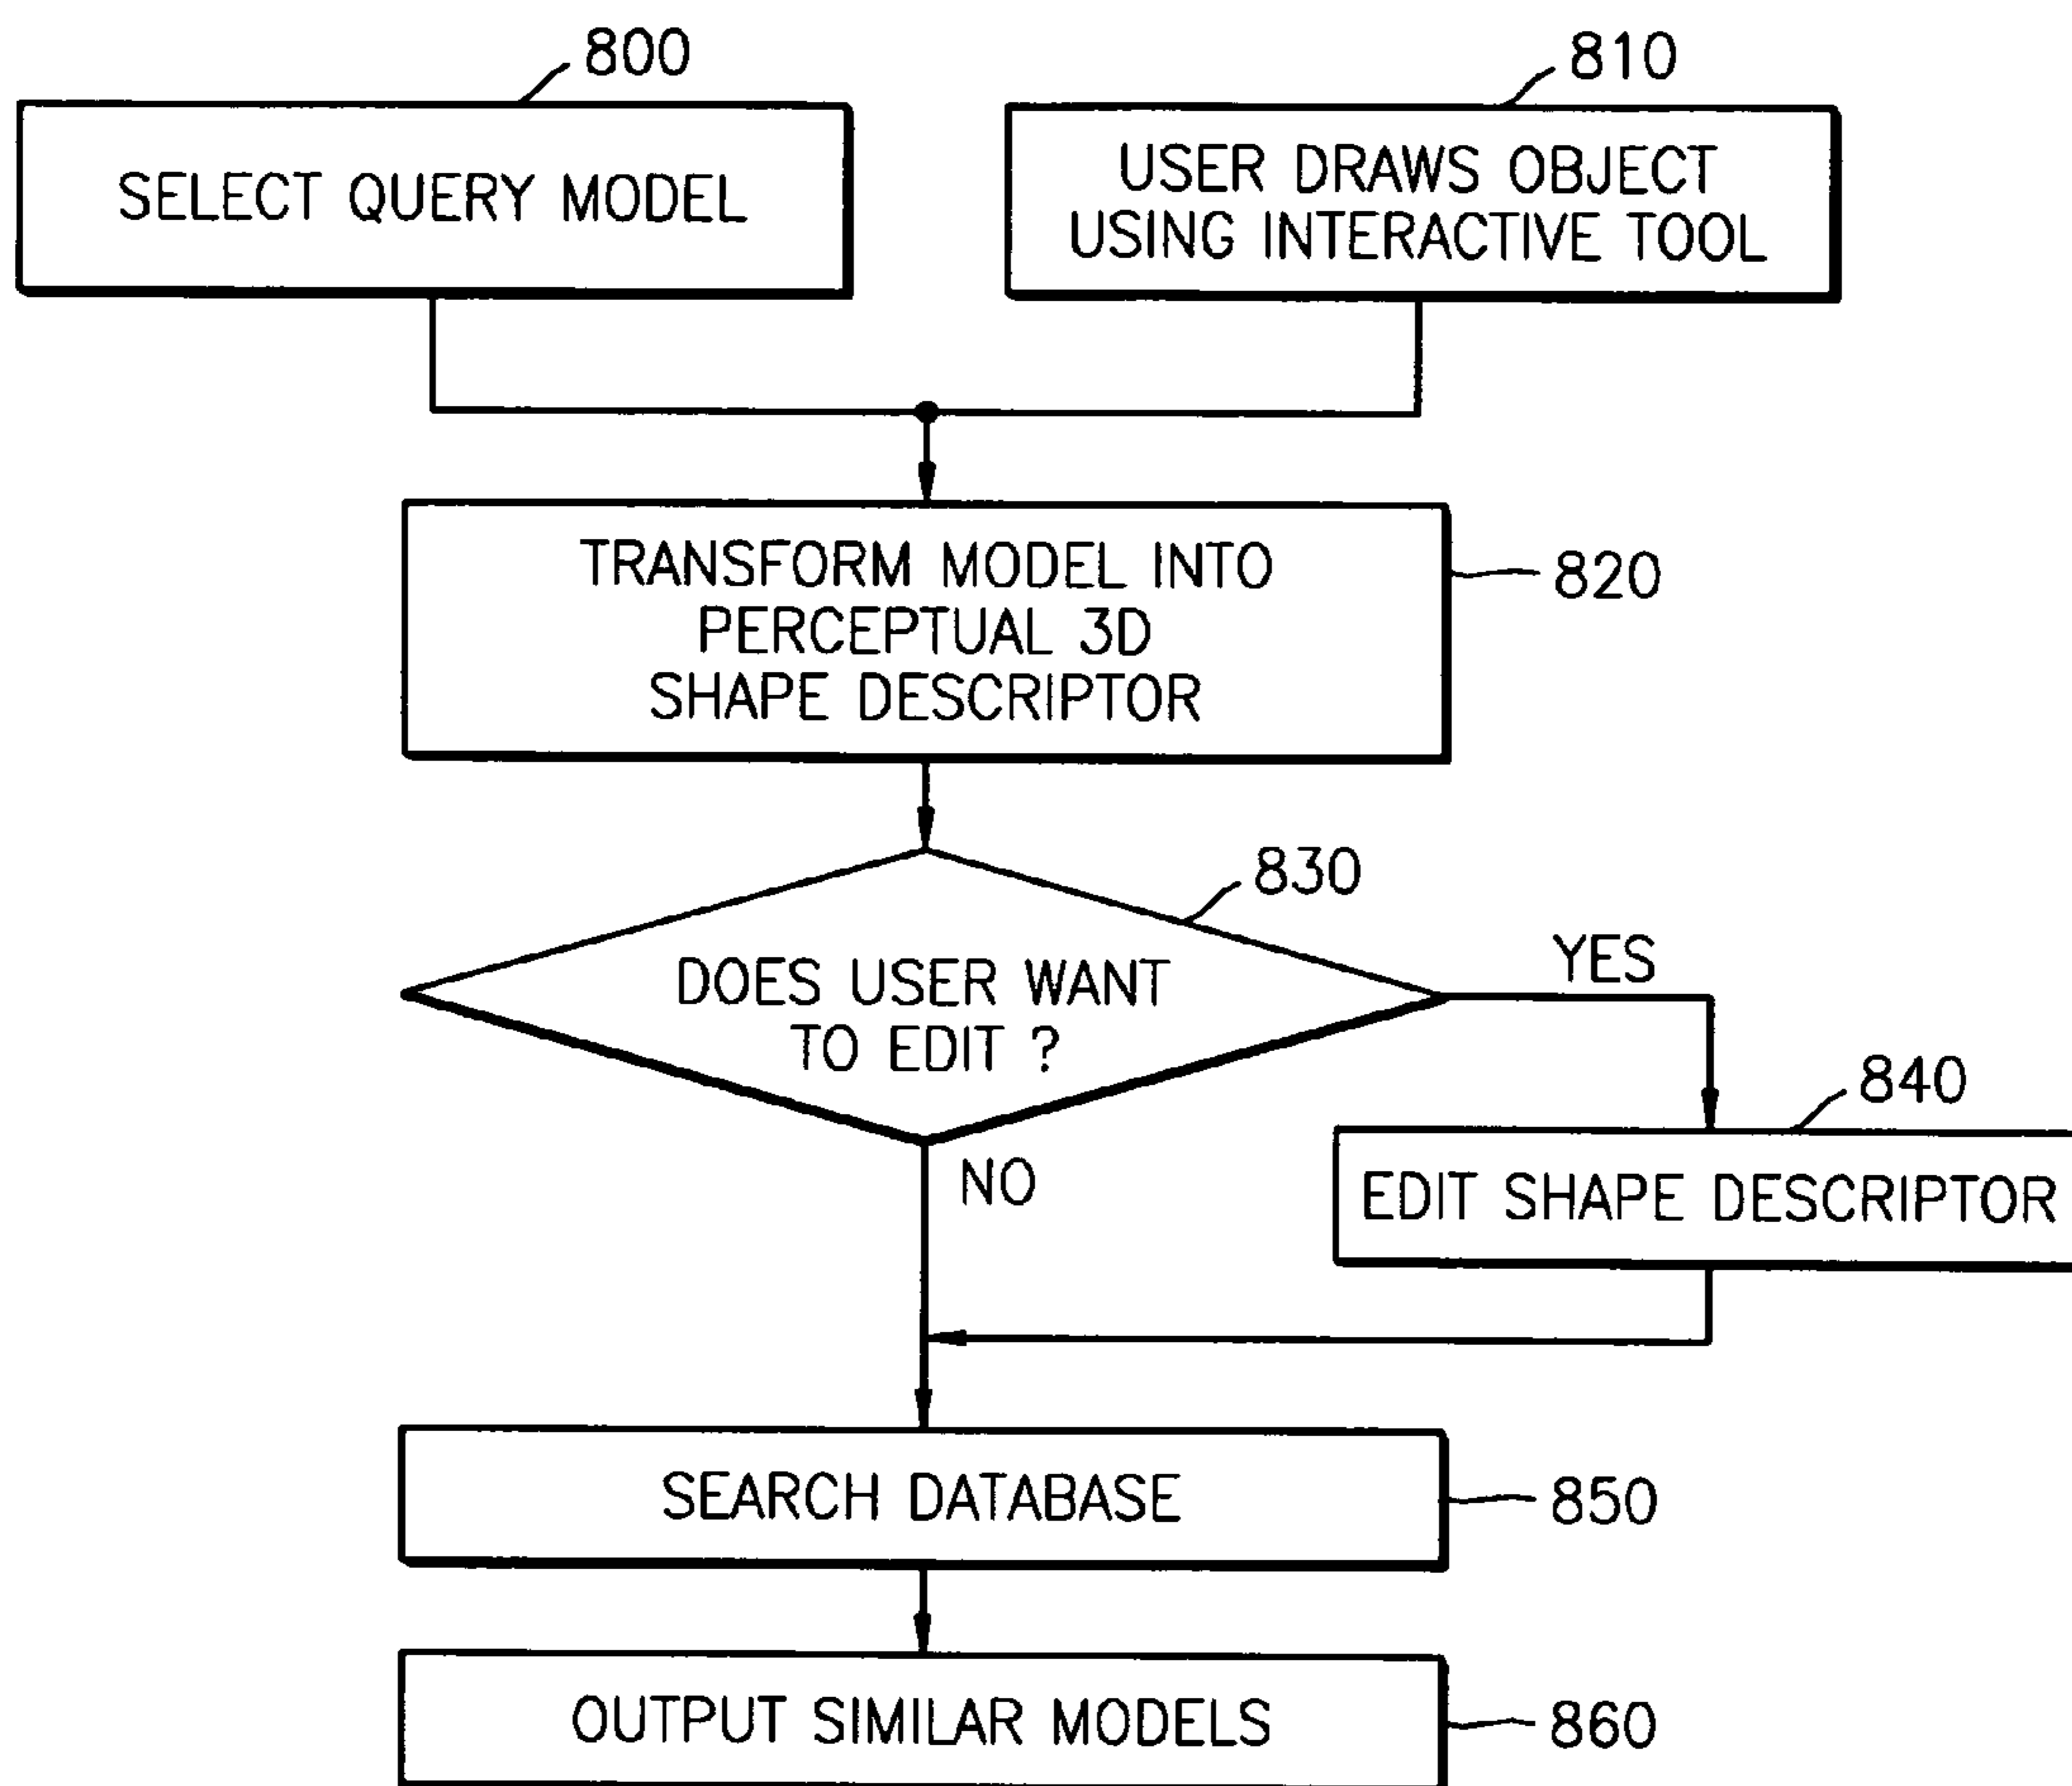 800
810
SELECT QUERY MODEL
USER DRAWS OBJECT
USING INTERACTIVE TOOL
TRANSFORM MODEL INTO
PERCEPTUAL 3D
SHAPE DESCRIPTOR
820
830
DOES USER WANT
TO EDIT ?
YES
NO
840
EDIT SHAPE DESCRIPTOR
SEARCH DATABASE
850
OUTPUT SIMILAR MODELS
860